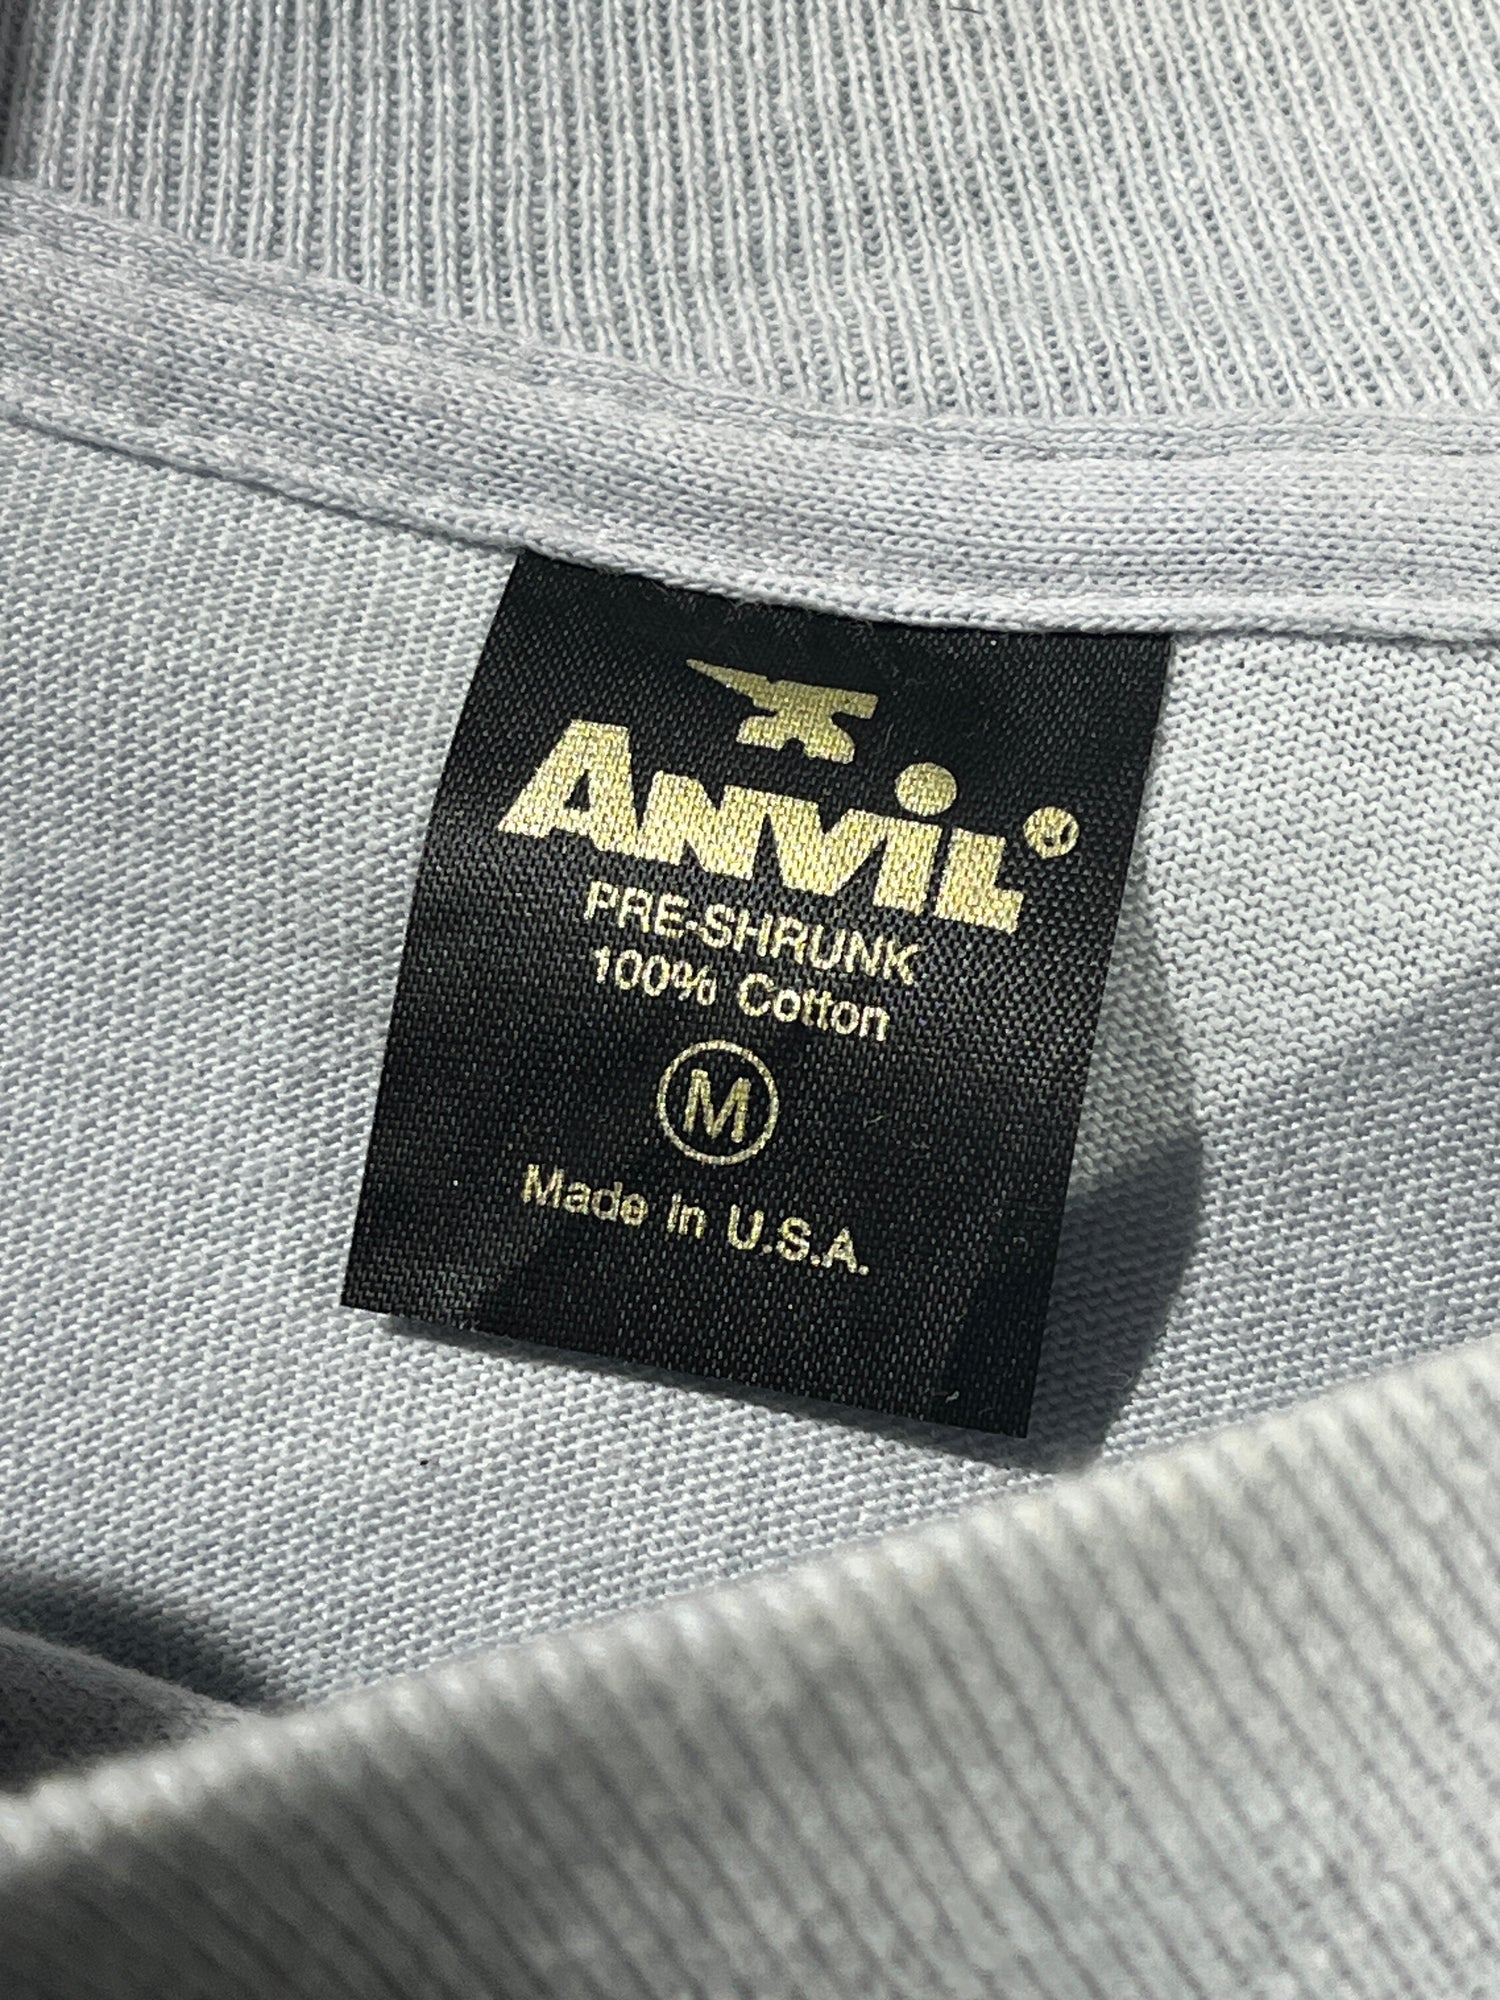 ANVIL®
PRE-SHRUNK
100% Cotton
M
Made in U.S.A.